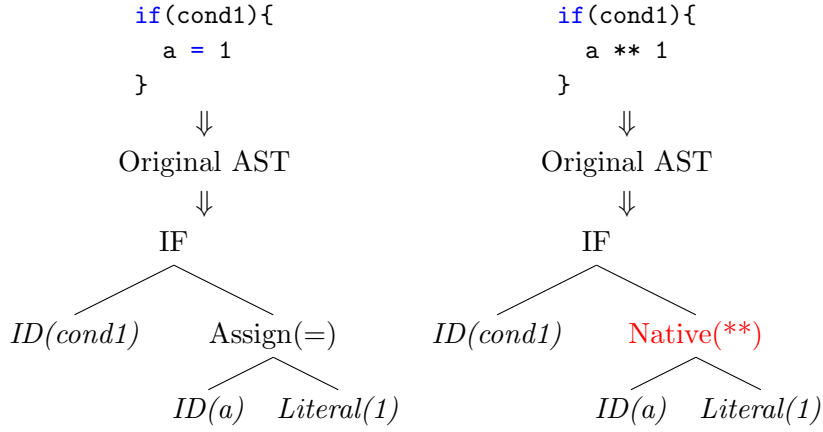 if(cond1){
  a = 1
}
⇓
Original AST
⇓
IF
ID(cond1) Assign(=)
ID(a) Literal(1)
if(cond1){
  a ** 1
}
⇓
Original AST
⇓
IF
ID(cond1) Native(**)
ID(a) Literal(1)